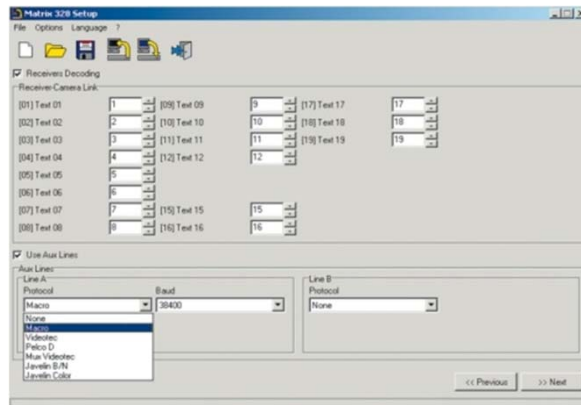 Matrix 328 Setup
File Options Language ?
Receivers Decoding
Receiver-Camera Link
[01] Text 01 1 [09] Text 09 9 [17] Text 17 17
[02] Text 02 2 [10] Text 10 10 [18] Text 18 18
[03] Text 03 3 [11] Text 11 11 [19] Text 19 19
[04] Text 04 4 [12] Text 12 12
[05] Text 05 5
[06] Text 06 6
[07] Text 07 7 [15] Text 15 15
[08] Text 08 8 [16] Text 16 16
Use Aux Lines
Aux Lines
Line A Line B
Protocol Baud Protocol
Macro 38400 None
None
Macro
Videotec
Pelco D
Mux Videotec
Javelin B/N
Javelin Color
<< Previous >> Next